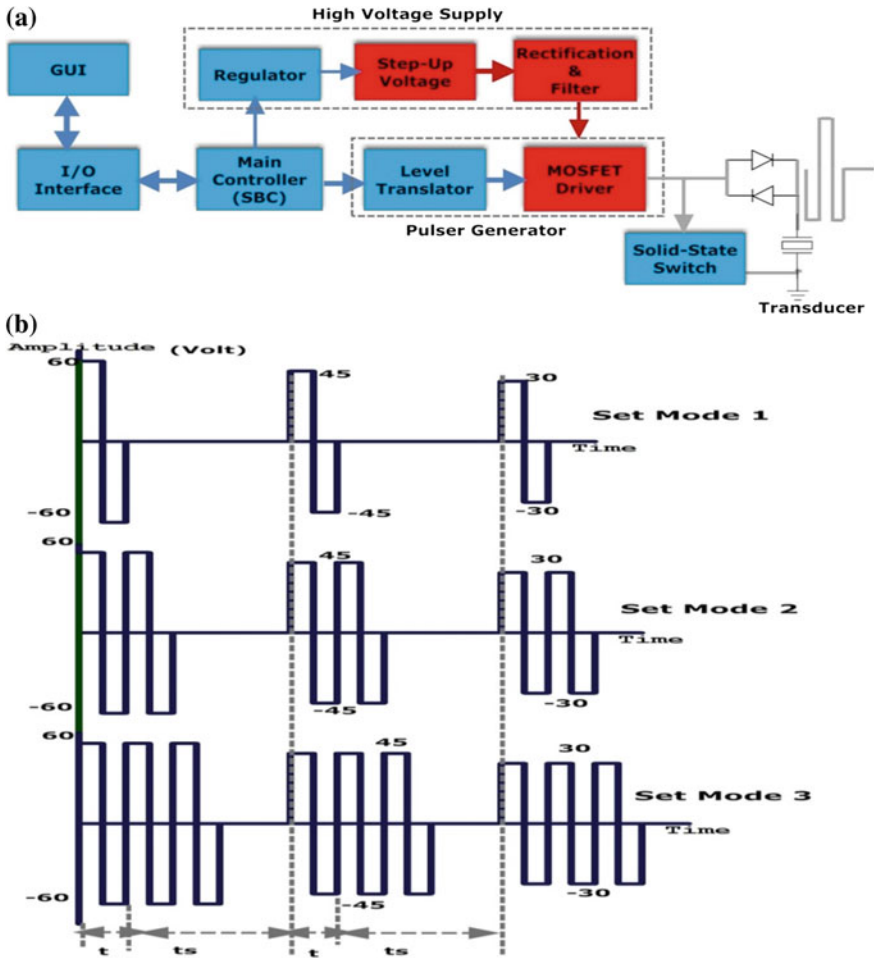 (a)
High Voltage Supply
GUI
Regulator
Step-Up
Voltage
Rectification
&
Filter
I/O
Interface
Main
Controller
(SBC)
Level
Translator
MOSFET
Driver
Pulser Generator
Solid-State
Switch
Transducer
(b)
Amplitude (Volt)
60
45
30
Set Mode 1
Time
-60
-45
-30
60
45
30
Set Mode 2
Time
-60
-45
-30
60
45
30
Set Mode 3
Time
-60
-45
-30
t
ts
t
ts